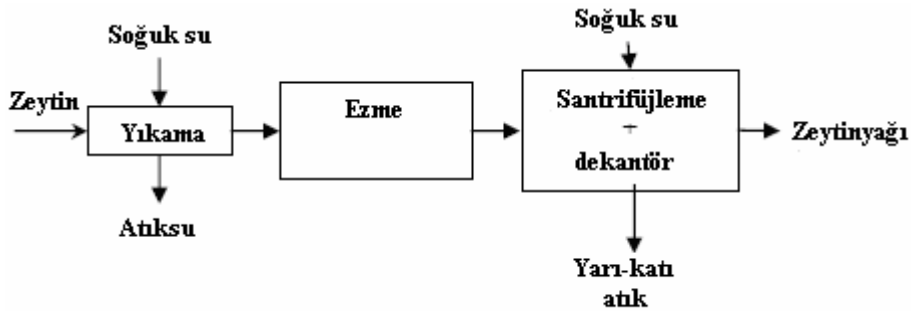 Soğuk su
Soğuk su
Zeytin
Yıkama
Ezme
Santrifüjleme
+
dekantör
Zeytinyağı
Atıksu
Yarı-katı
atık